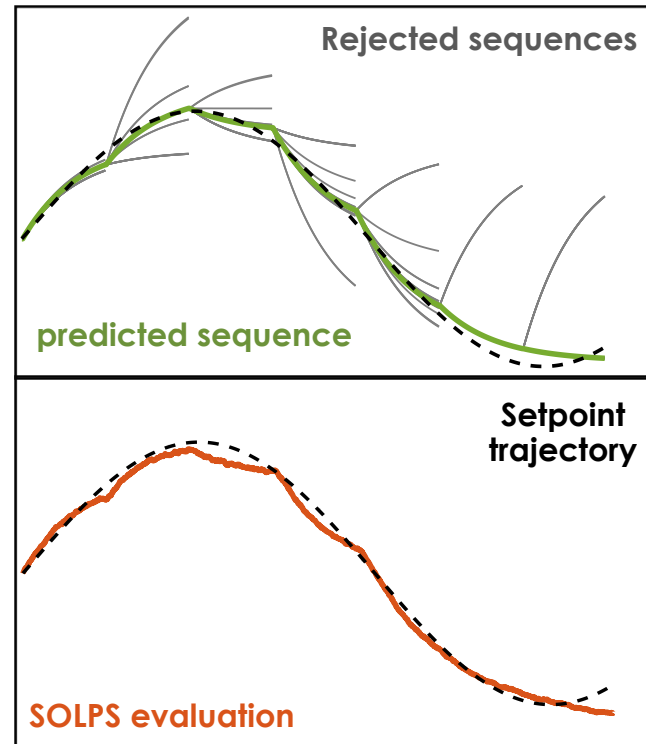 Rejected sequences
predicted sequence
Setpoint
trajectory
SOLPS evaluation